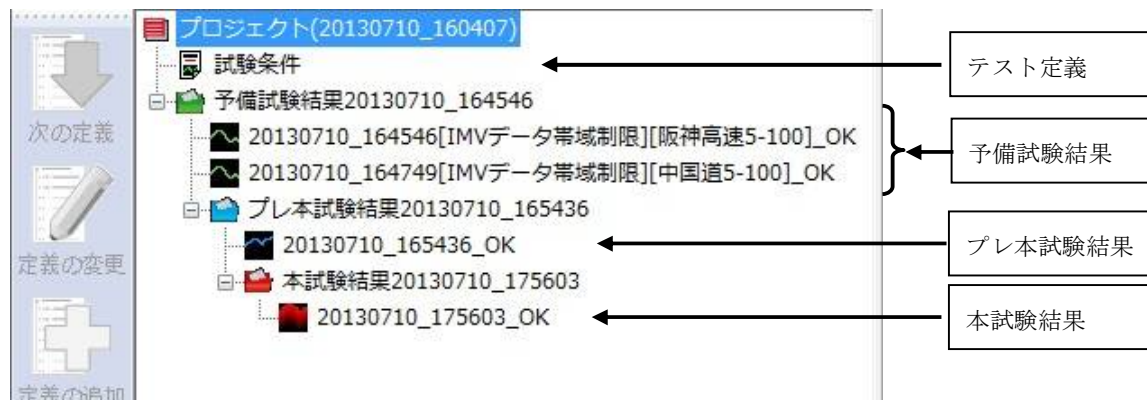 プロジェクト(20130710_160407)
試験条件
テスト定義
予備試験結果20130710_164546
20130710_164546[IMVデータ帯域制限][阪神高速5-100]_OK
20130710_164749[IMVデータ帯域制限][中国道5-100]_OK
予備試験結果
プレ本試験結果20130710_165436
20130710_165436_OK
プレ本試験結果
本試験結果20130710_175603
20130710_175603_OK
本試験結果
次の定義
定義の変更
定義の追加